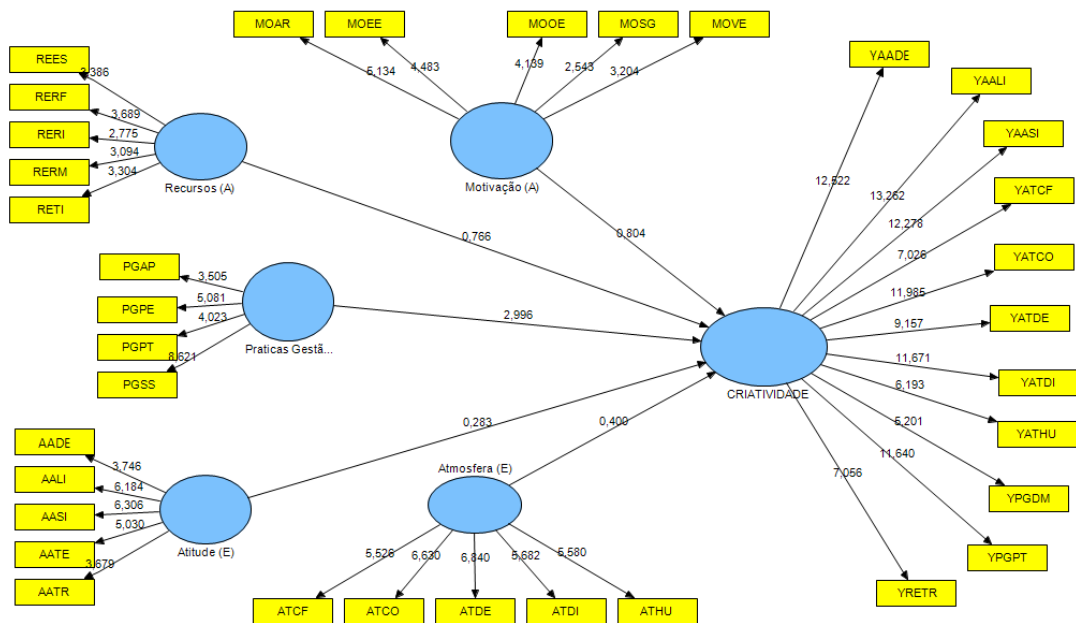 MOAR
MOEE
MOOE
MOSG
MOVE
5,134
4,483
4,139
2,543
3,204
REES
RERF
RERI
RERM
RETI
3,386
3,689
2,775
3,094
3,304
Recursos (A)
Motivação (A)
0,766
0,804
YAADE
YAALI
YAASI
YATCF
YATCO
YATDE
YATDI
YATHU
YPGDM
YPGPT
YRETR
12,522
13,262
12,278
7,026
11,985
9,157
11,671
6,193
5,201
11,640
7,056
CRIATIVIDADE
PGAP
PGPE
PGPT
PGSS
3,505
5,081
4,023
8,621
Praticas Gestã...
2,996
AADE
AALI
AASI
AATE
AATR
3,746
6,184
6,306
5,030
3,679
Atitude (E)
0,283
Atmosfera (E)
0,400
5,526
6,630
6,840
5,682
5,580
ATCF
ATCO
ATDE
ATDI
ATHU